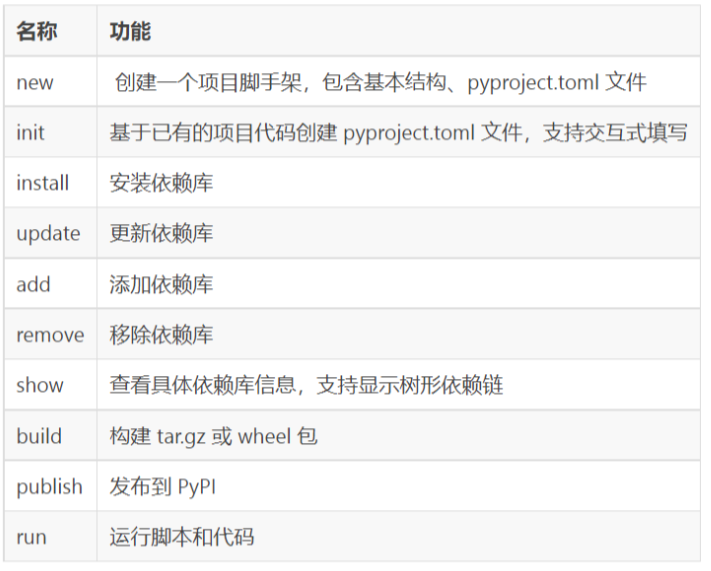 名称 功能
new 创建一个项目脚手架，包含基本结构、pyproject.toml 文件
init 基于已有的项目代码创建 pyproject.toml 文件，支持交互式填写
install 安装依赖库
update 更新依赖库
add 添加依赖库
remove 移除依赖库
show 查看具体依赖库信息，支持显示树形依赖链
build 构建 tar.gz 或 wheel 包
publish 发布到 PyPI
run 运行脚本和代码